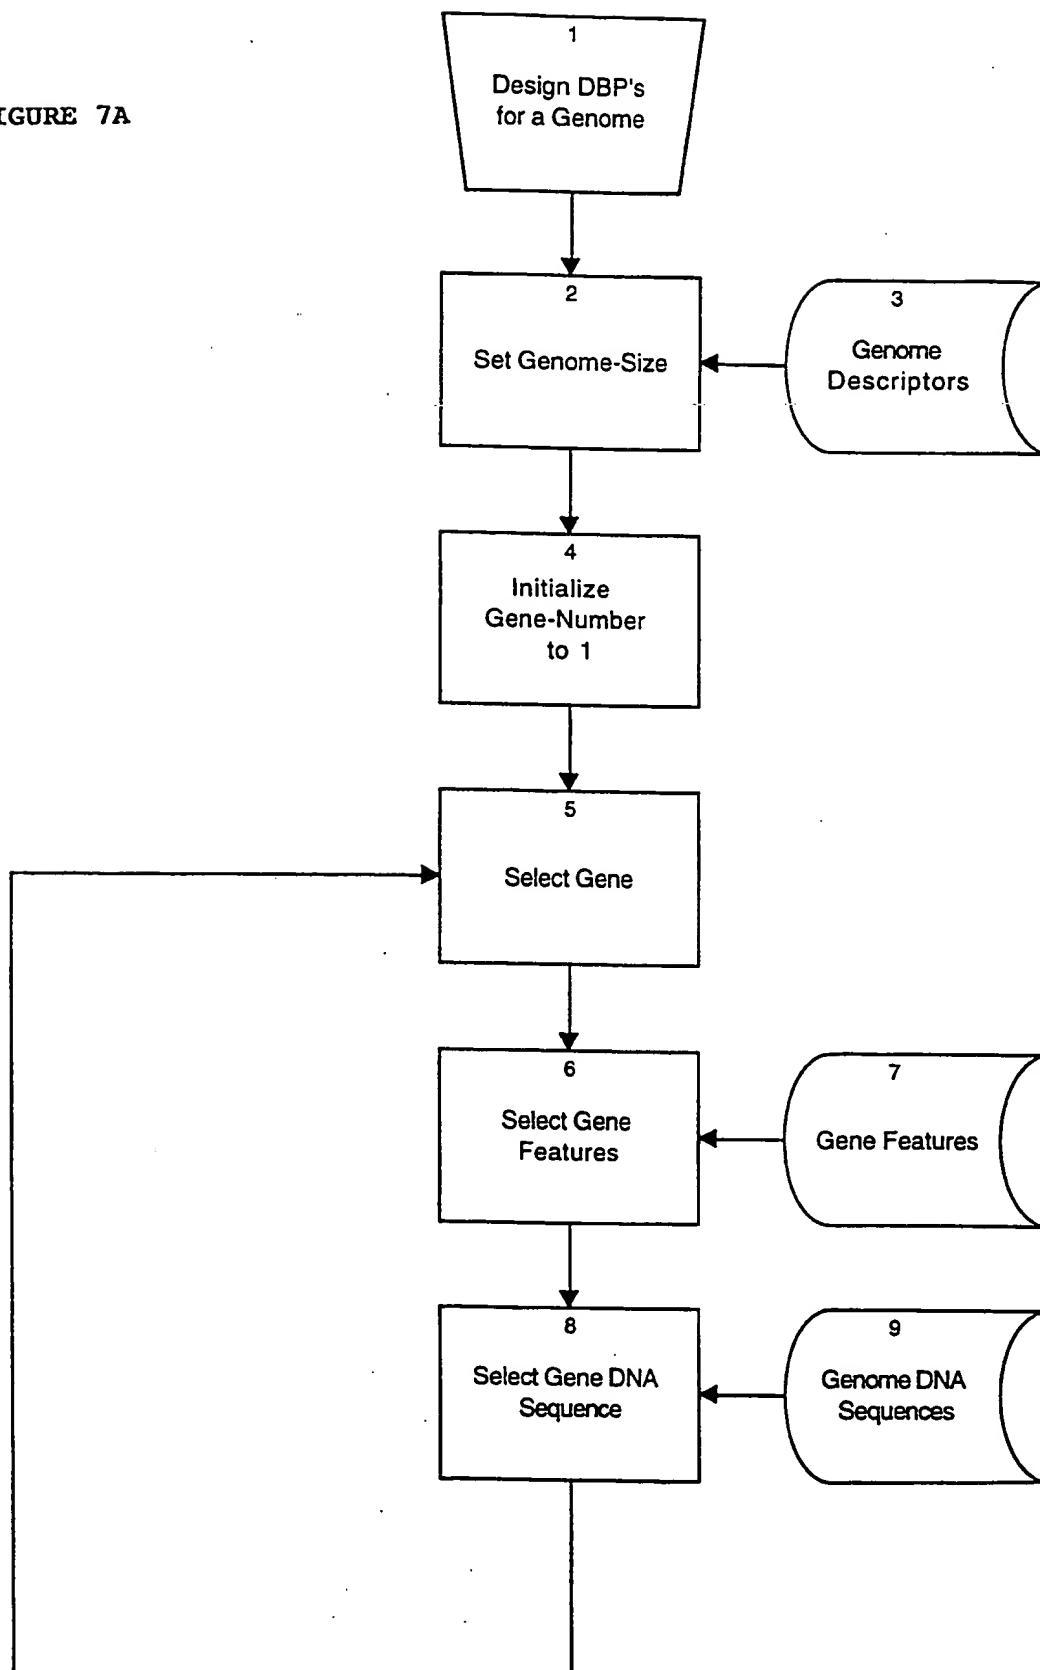 IGURE 7A
1
Design DBP's
for a Genome
2
Set Genome-Size
3
Genome
Descriptors
4
Initialize
Gene-Number
to 1
5
Select Gene
6
Select Gene
Features
7
Gene Features
8
Select Gene DNA
Sequence
9
Genome DNA
Sequences